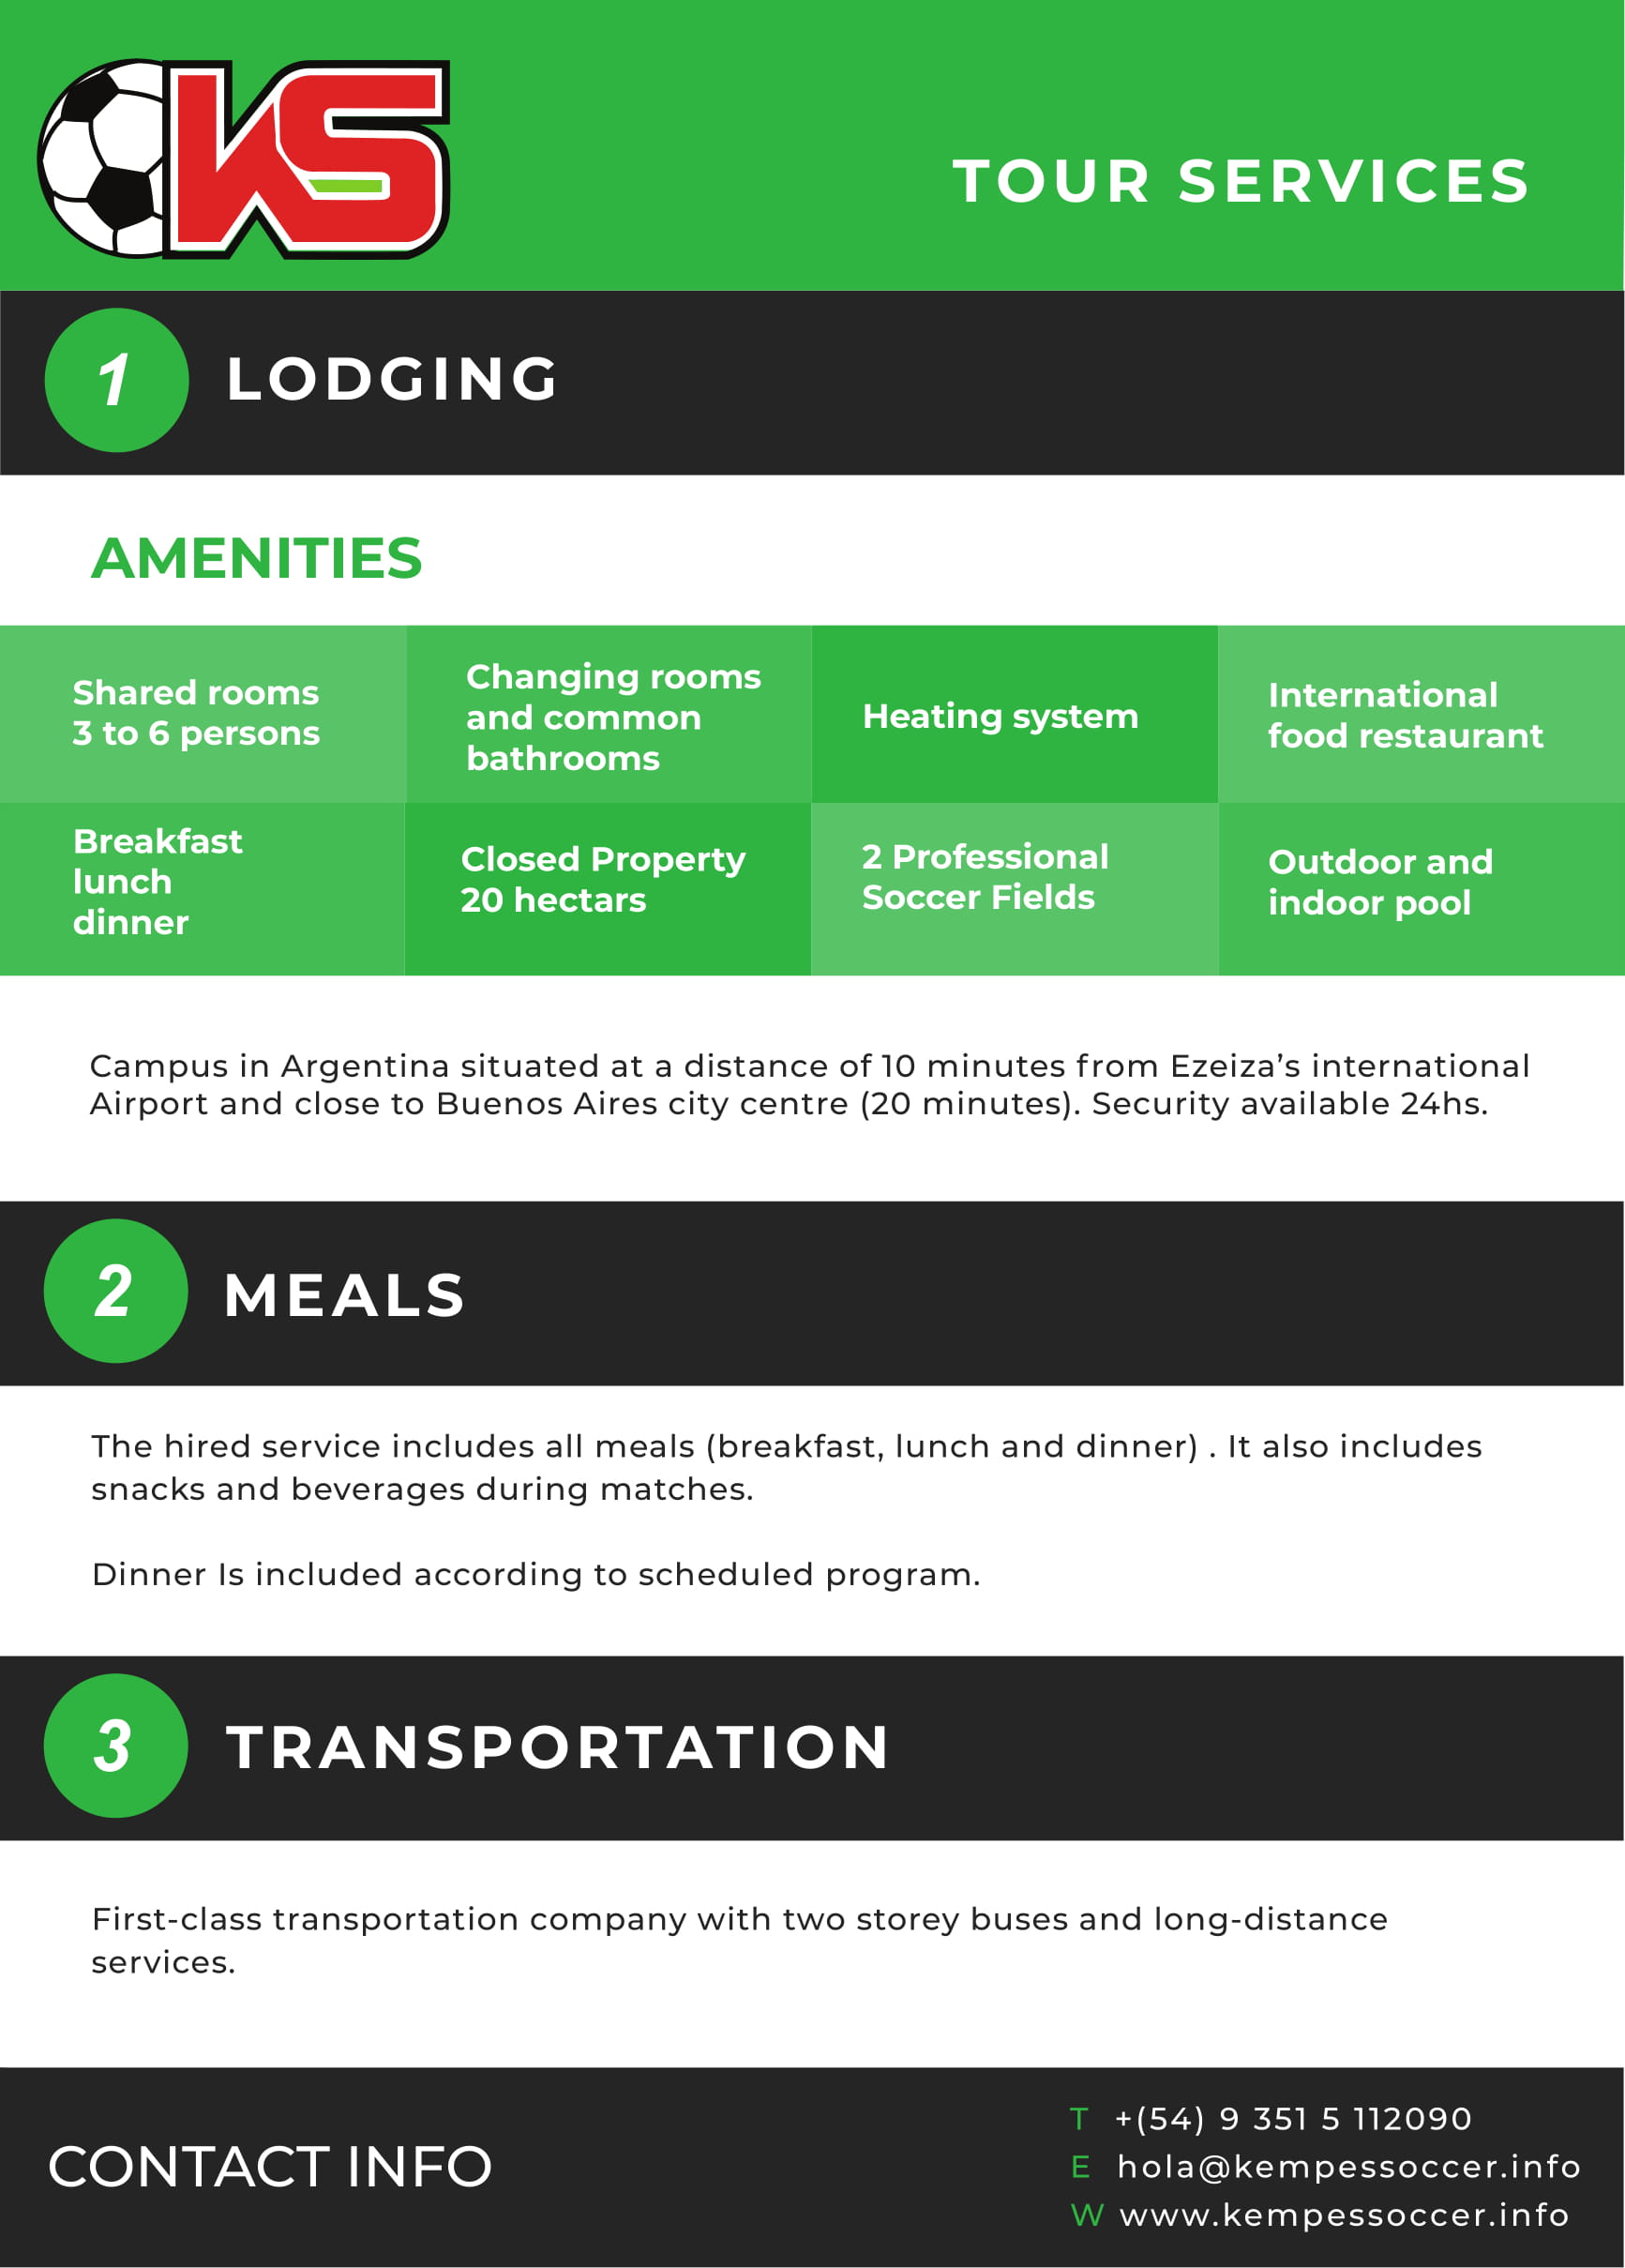 KS
TOUR SERVICES
1
LODGING
AMENITIES
Shared rooms
3 to 6 persons
Changing rooms
and common
bathrooms
Heating system
International
food restaurant
Breakfast
lunch
dinner
Closed Property
20 hectars
2 Professional
Soccer Fields
Outdoor and
indoor pool
Campus in Argentina situated at a distance of 10 minutes from Ezeiza’s international
Airport and close to Buenos Aires city centre (20 minutes). Security available 24hs.
2
MEALS
The hired service includes all meals (breakfast, lunch and dinner) . It also includes
snacks and beverages during matches.
Dinner Is included according to scheduled program.
3
TRANSPORTATION
First-class transportation company with two storey buses and long-distance
services.
CONTACT INFO
T +(54) 9 351 5 112090
E hola@kempessoccer.info
W www.kempessoccer.info